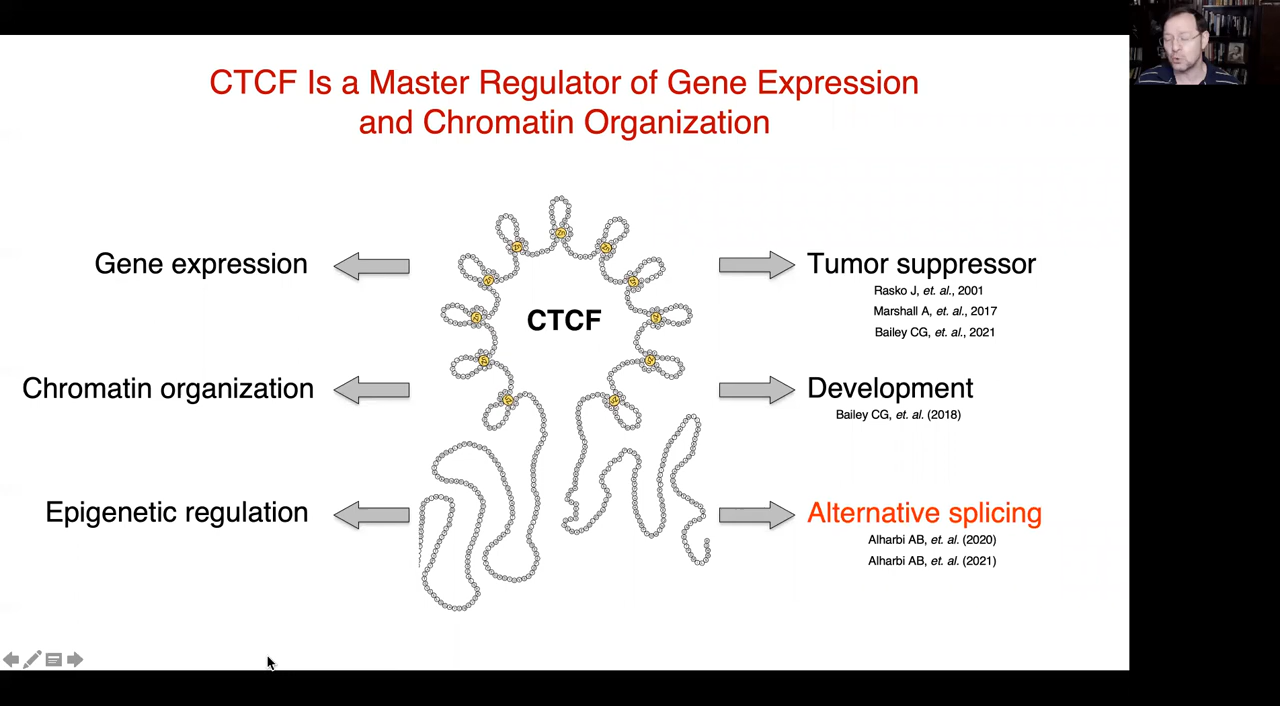 CTCF Is a Master Regulator of Gene Expression
and Chromatin Organization
Gene expression
Chromatin organization
Epigenetic regulation
CTCF
Tumor suppressor
Rasko J, et. al., 2001
Marshall A, et. al., 2017
Bailey CG, et. al., 2021
Development
Bailey CG, et. al. (2018)
Alternative splicing
Alharbi AB, et. al. (2020)
Alharbi AB, et. al. (2021)